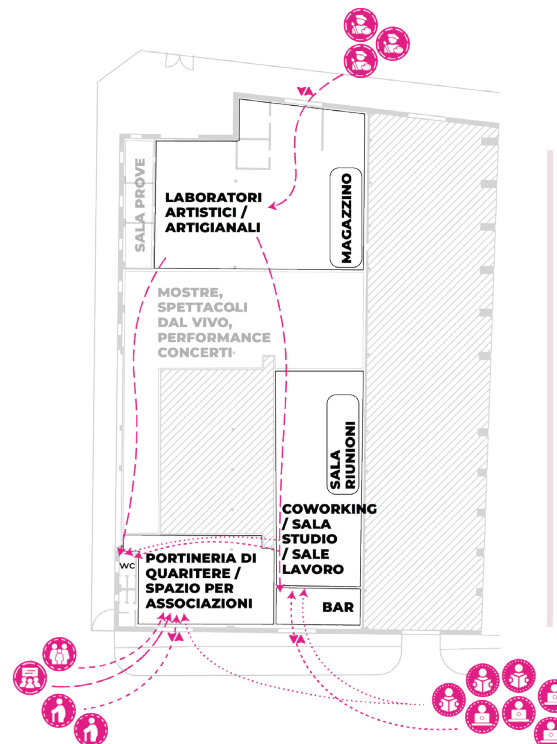 SALA PROVE
LABORATORI
ARTISTICI /
ARTIGIANALI
MAGAZZINO
MOSTRE,
SPETTACOLI
DAL VIVO,
PERFORMANCE
CONCERTI
SALA
RIUNIONI
COWORKING
/ SALA
STUDIO
/ SALE
LAVORO
WC
PORTINERIA DI
QUARITERE /
SPAZIO PER
ASSOCIAZIONI
BAR